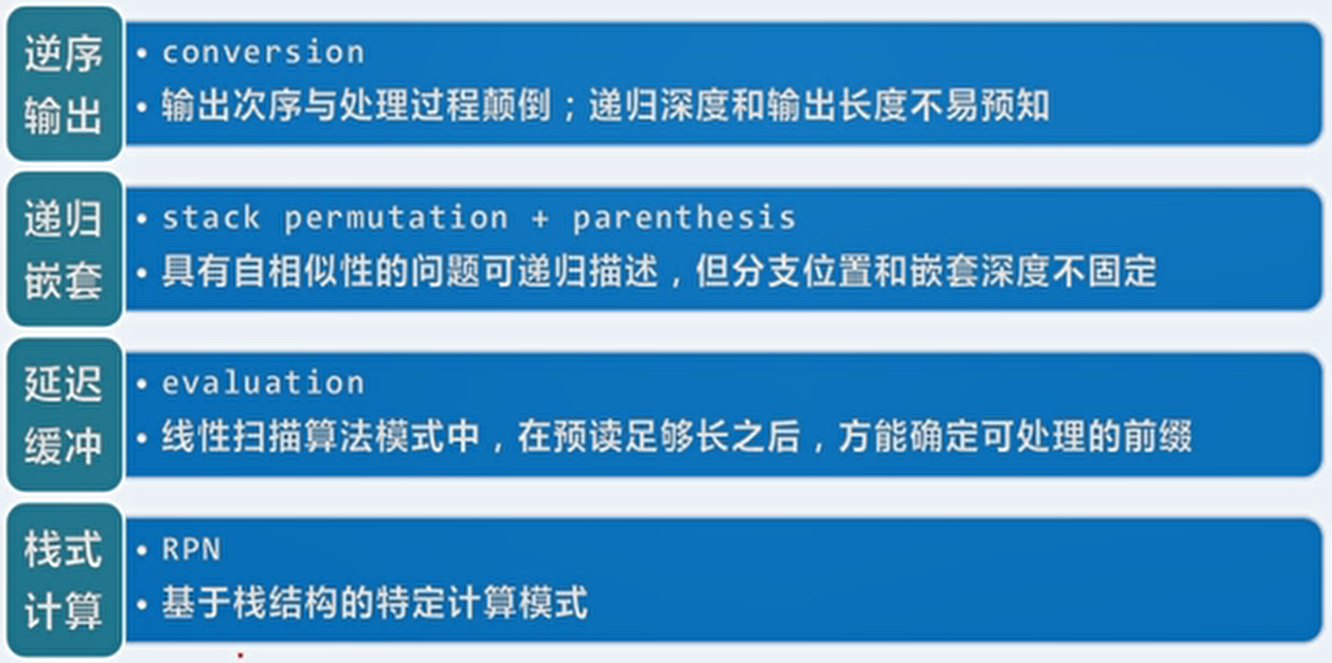 逆序
输出
• conversion
• 输出次序与处理过程颠倒；递归深度和输出长度不易预知
递归
嵌套
• stack permutation + parenthesis
• 具有自相似性的问题可递归描述，但分支位置和嵌套深度不固定
延迟
缓冲
• evaluation
• 线性扫描算法模式中，在预读足够长之后，方能确定可处理的前缀
栈式
计算
• RPN
• 基于栈结构的特定计算模式